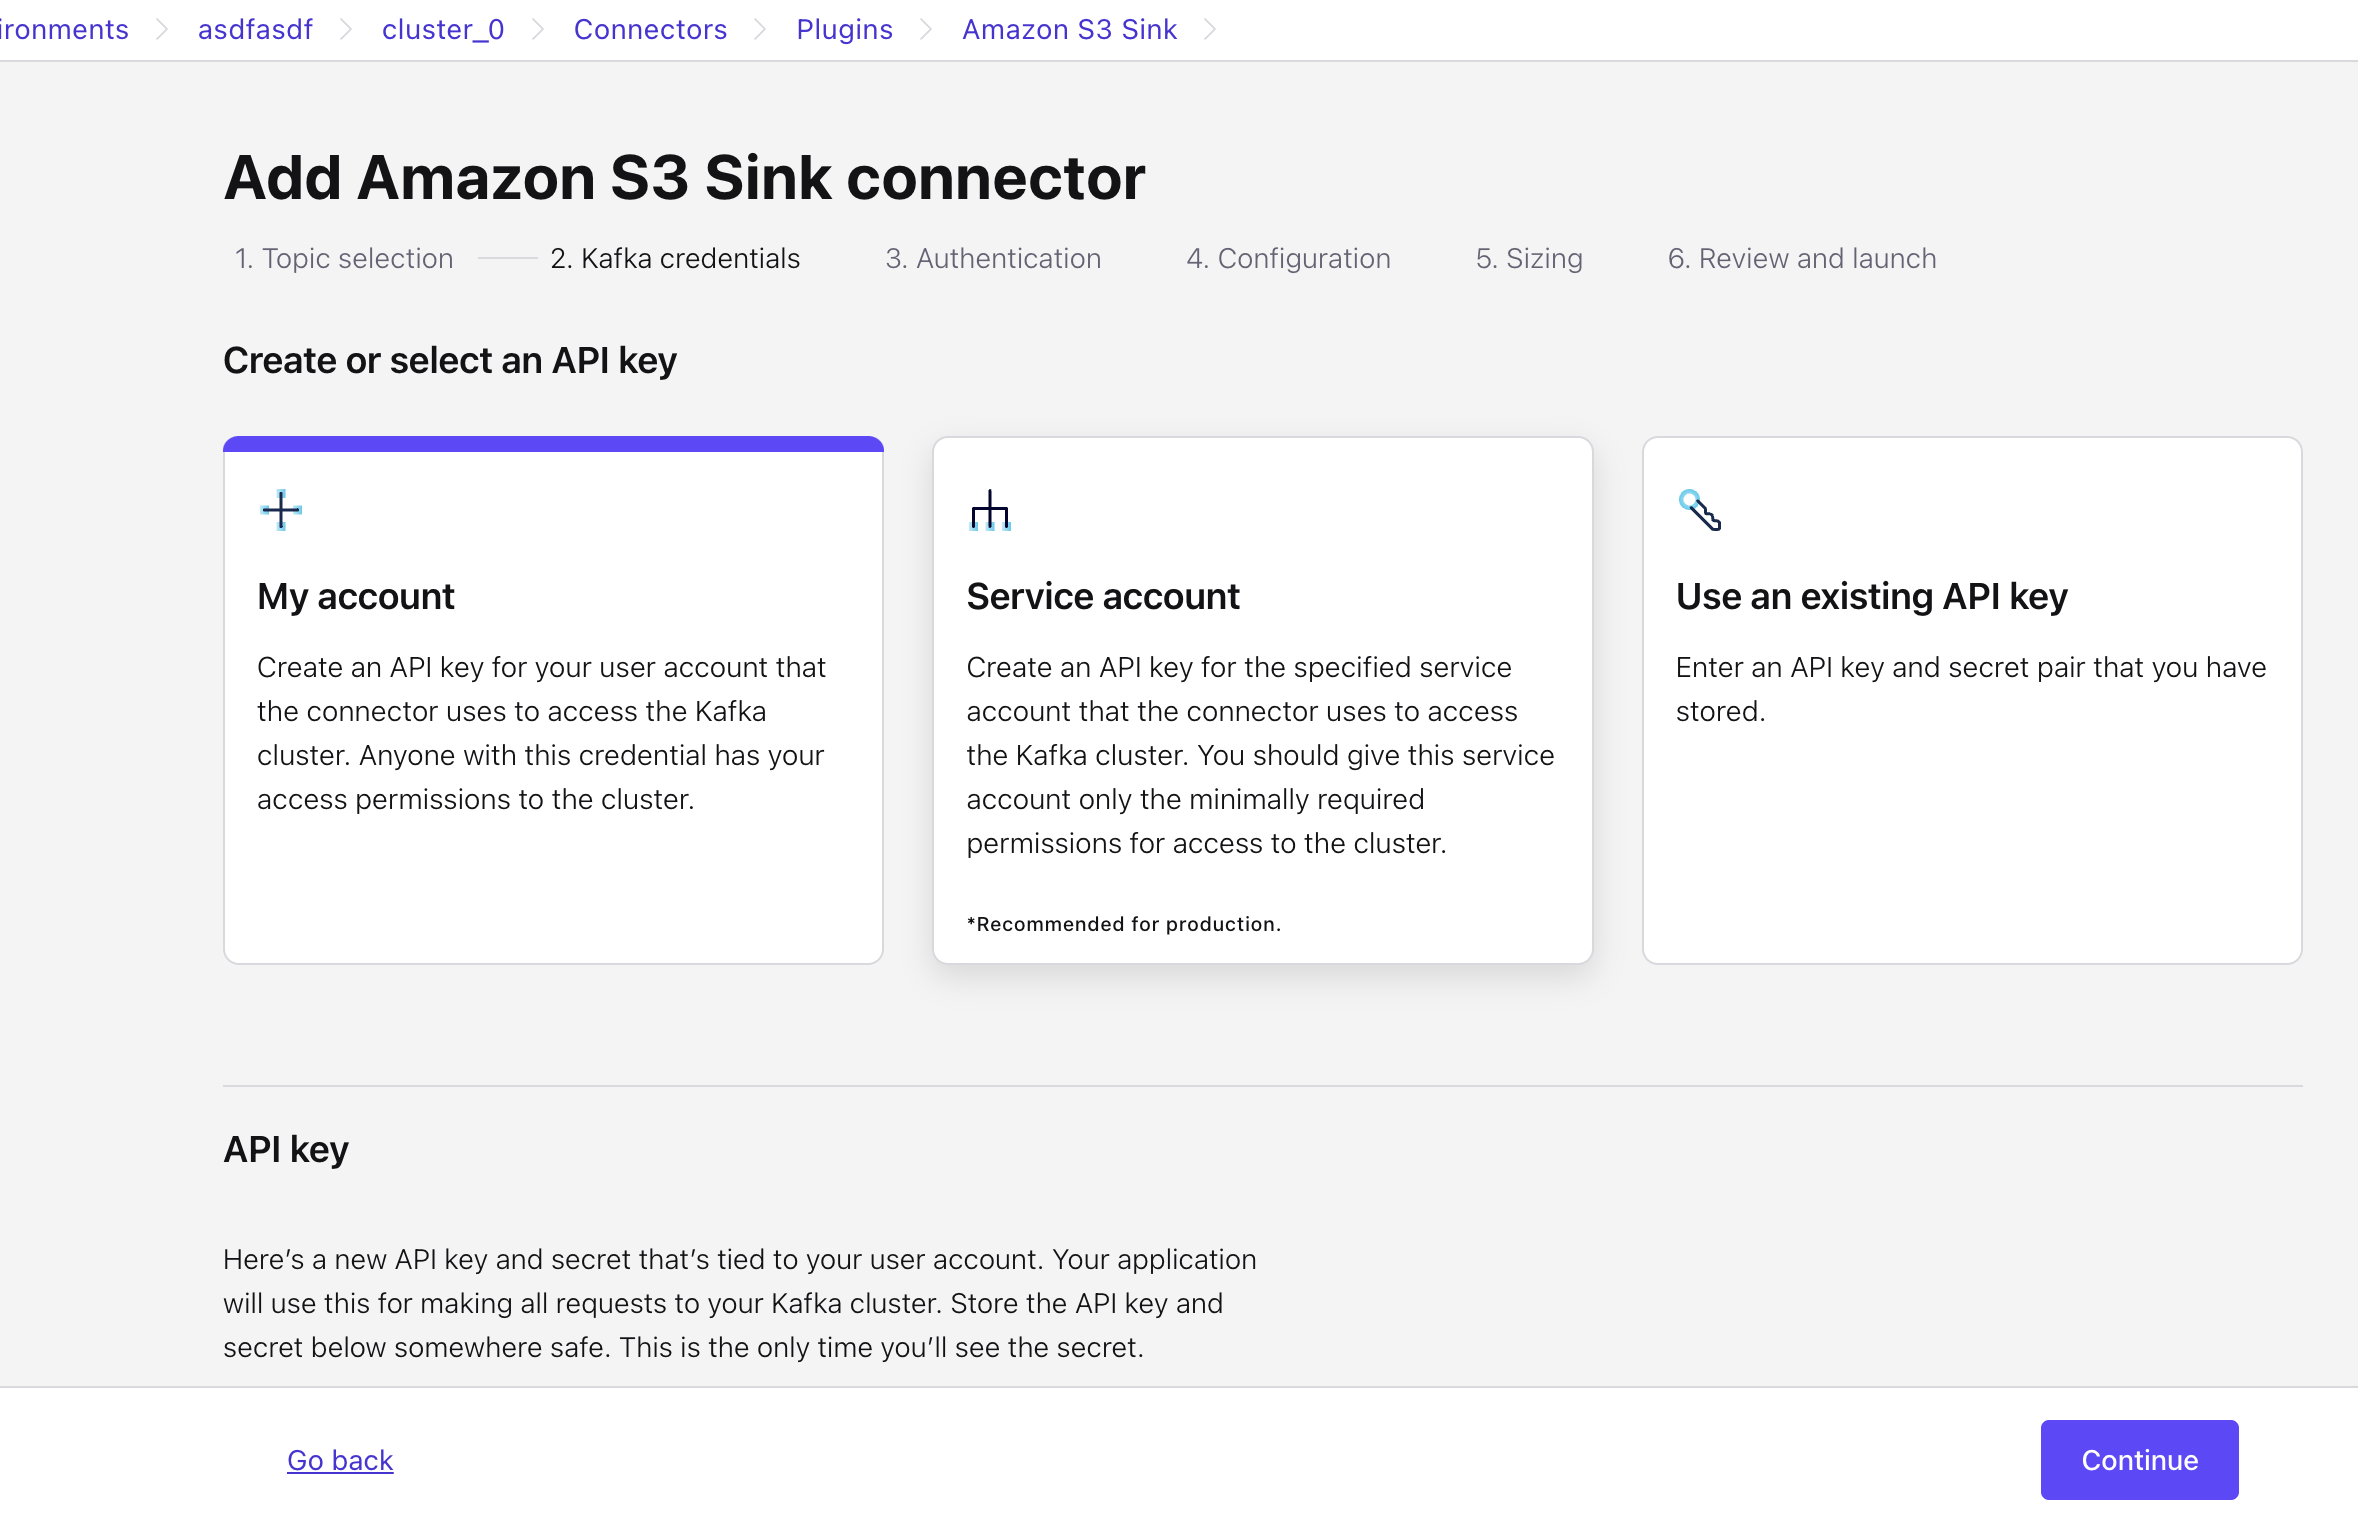 ironments
asdfasdf
cluster_0
Connectors
Plugins
Amazon S3 Sink
Add Amazon S3 Sink connector
1. Topic selection
2. Kafka credentials
3. Authentication
4. Configuration
5. Sizing
6. Review and launch
Create or select an API key
My account
Create an API key for your user account that
the connector uses to access the Kafka
cluster. Anyone with this credential has your
access permissions to the cluster.
Service account
Create an API key for the specified service
account that the connector uses to access
the Kafka cluster. You should give this service
account only the minimally required
permissions for access to the cluster.
*Recommended for production.
Use an existing API key
Enter an API key and secret pair that you have
stored.
API key
Here’s a new API key and secret that’s tied to your user account. Your application
will use this for making all requests to your Kafka cluster. Store the API key and
secret below somewhere safe. This is the only time you’ll see the secret.
Go back
Continue